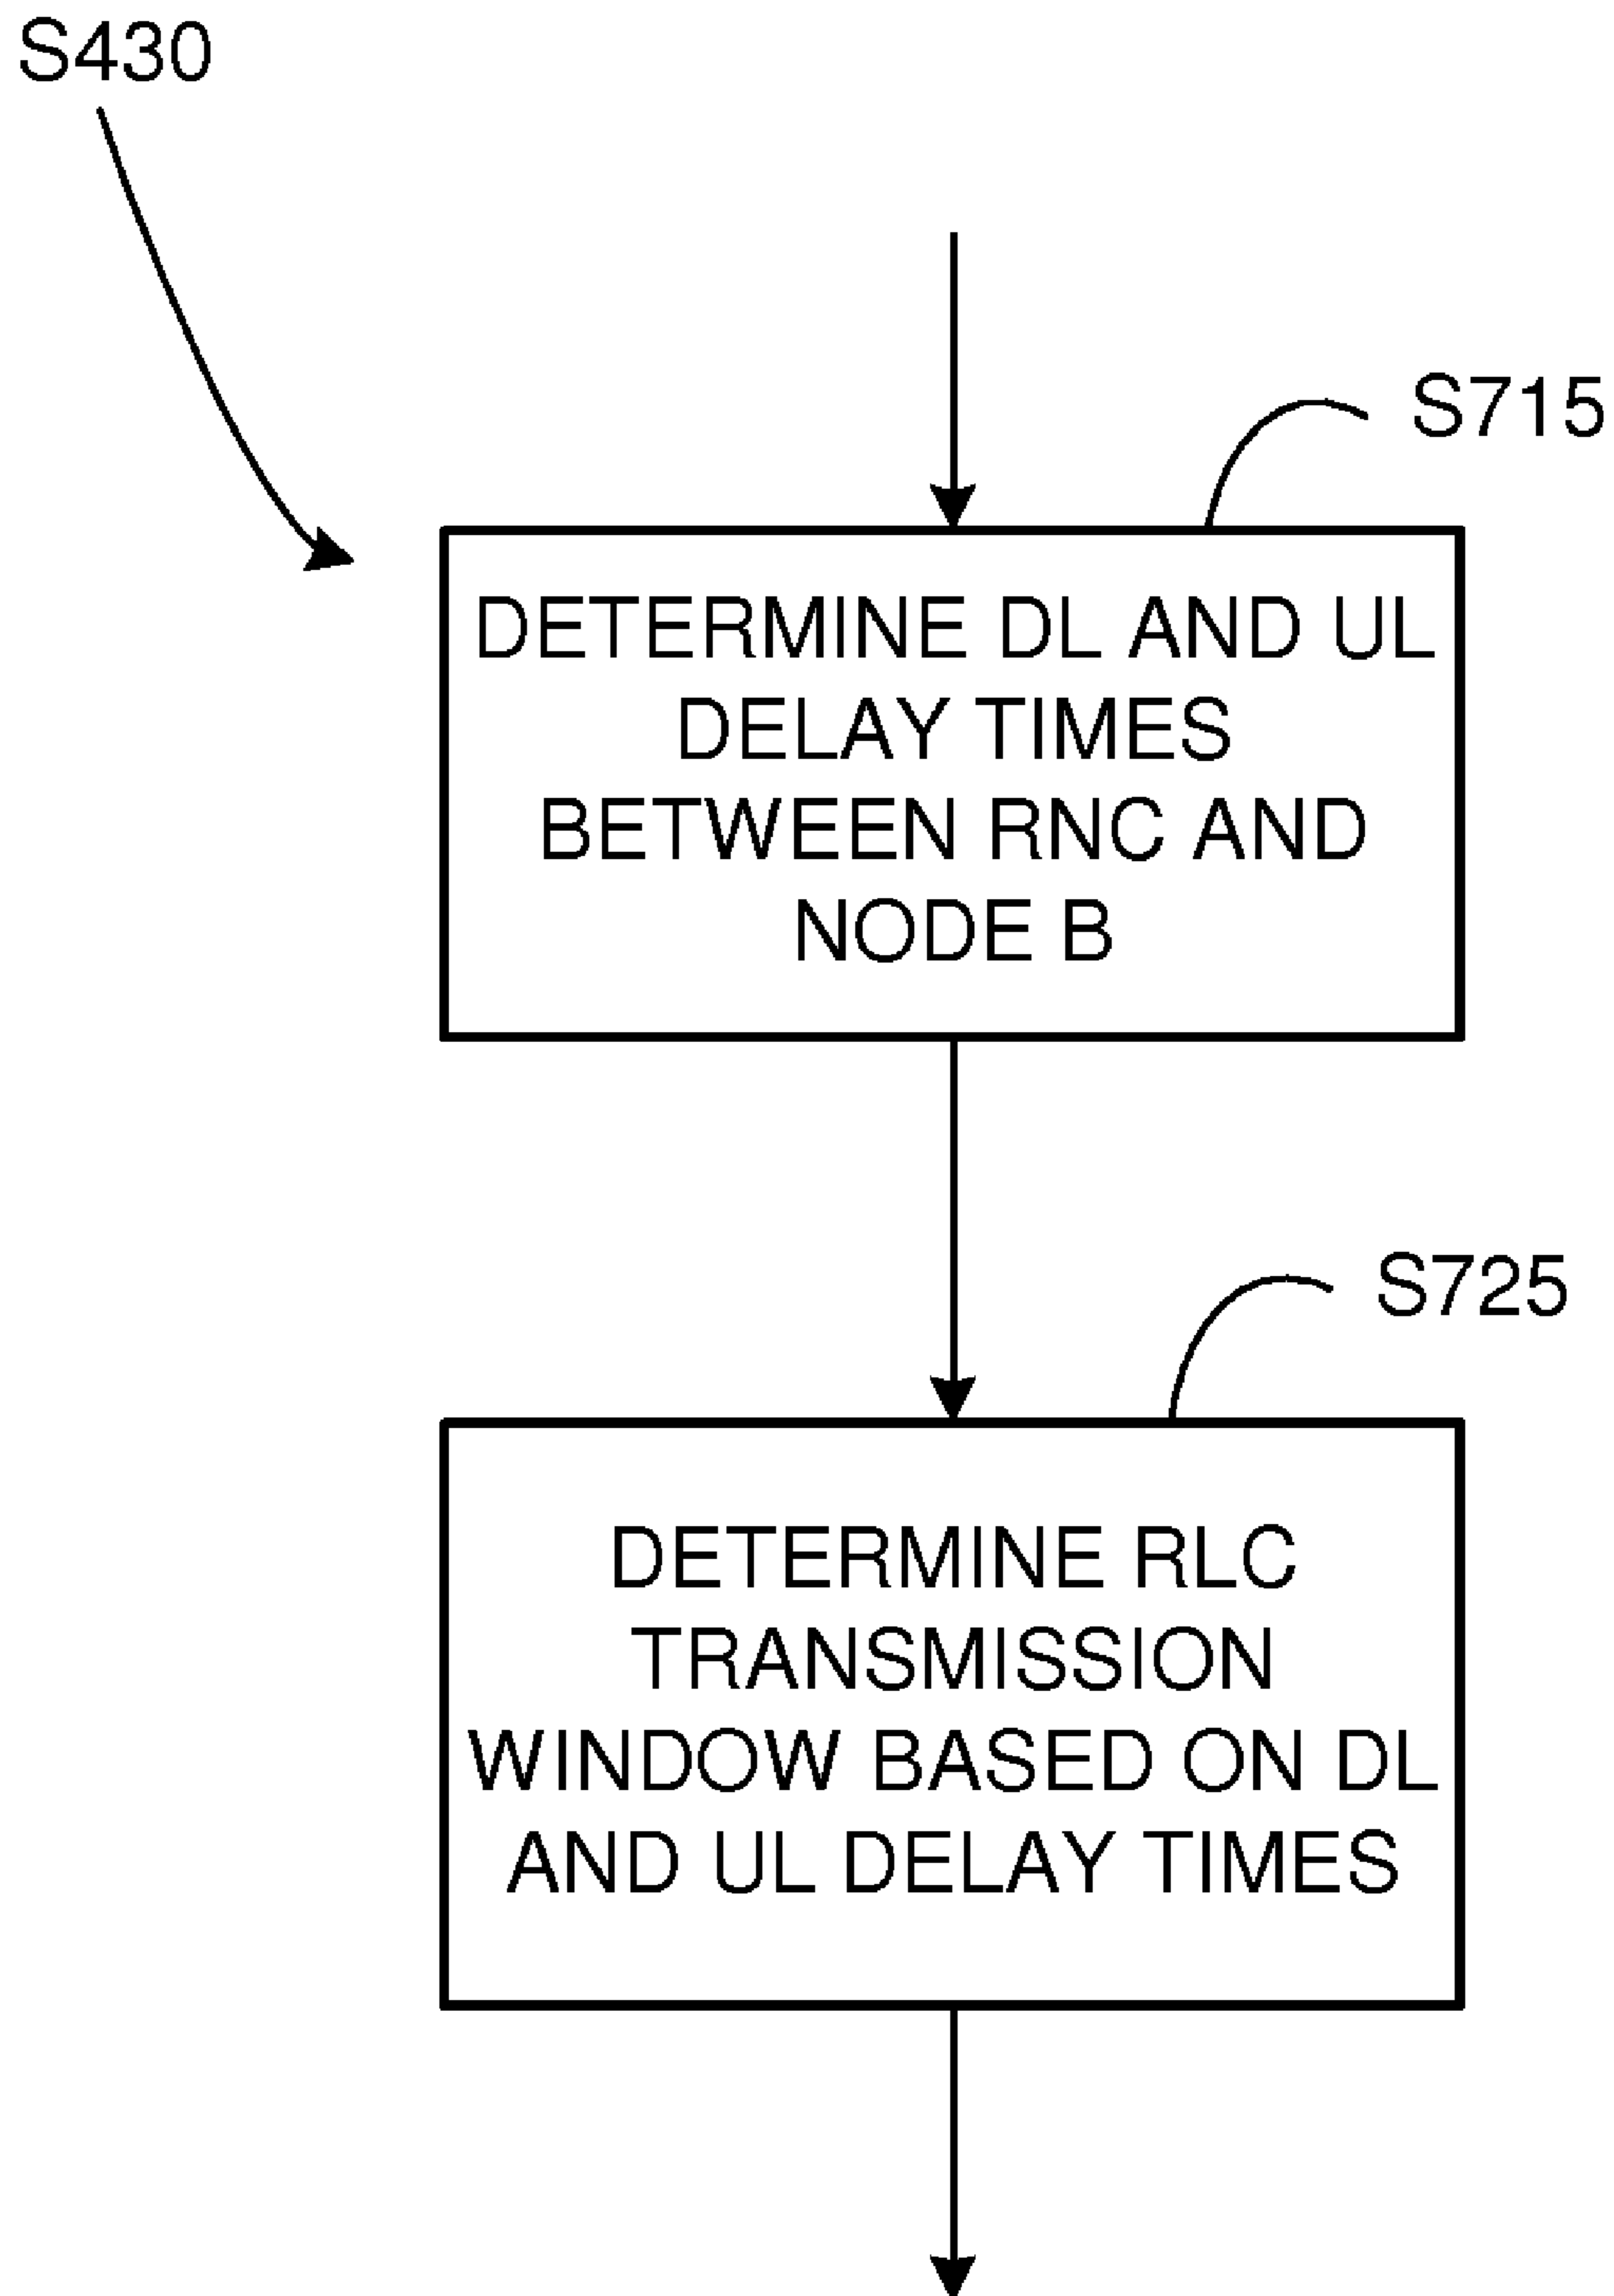 S430
S715
DETERMINE DL AND UL
DELAY TIMES
BETWEEN RNC AND
NODE B
S725
DETERMINE RLC
TRANSMISSION
WINDOW BASED ON DL
AND UL DELAY TIMES